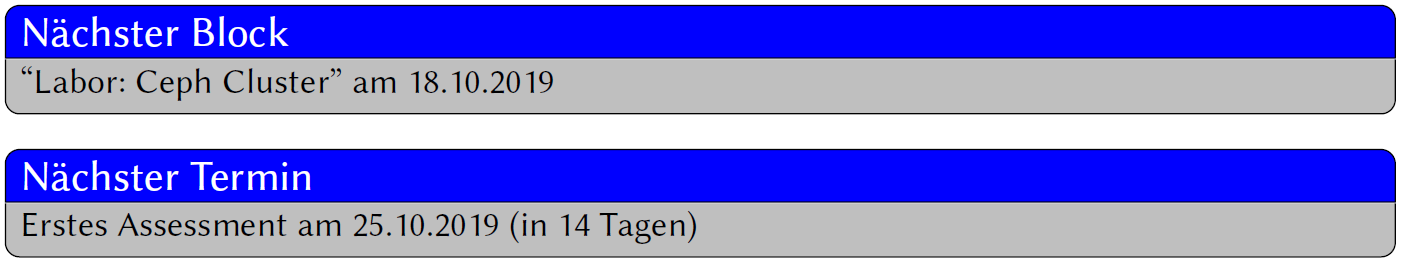 Nächster Block
“Labor: Ceph Cluster” am 18.10.2019
Nächster Termin
Erstes Assessment am 25.10.2019 (in 14 Tagen)